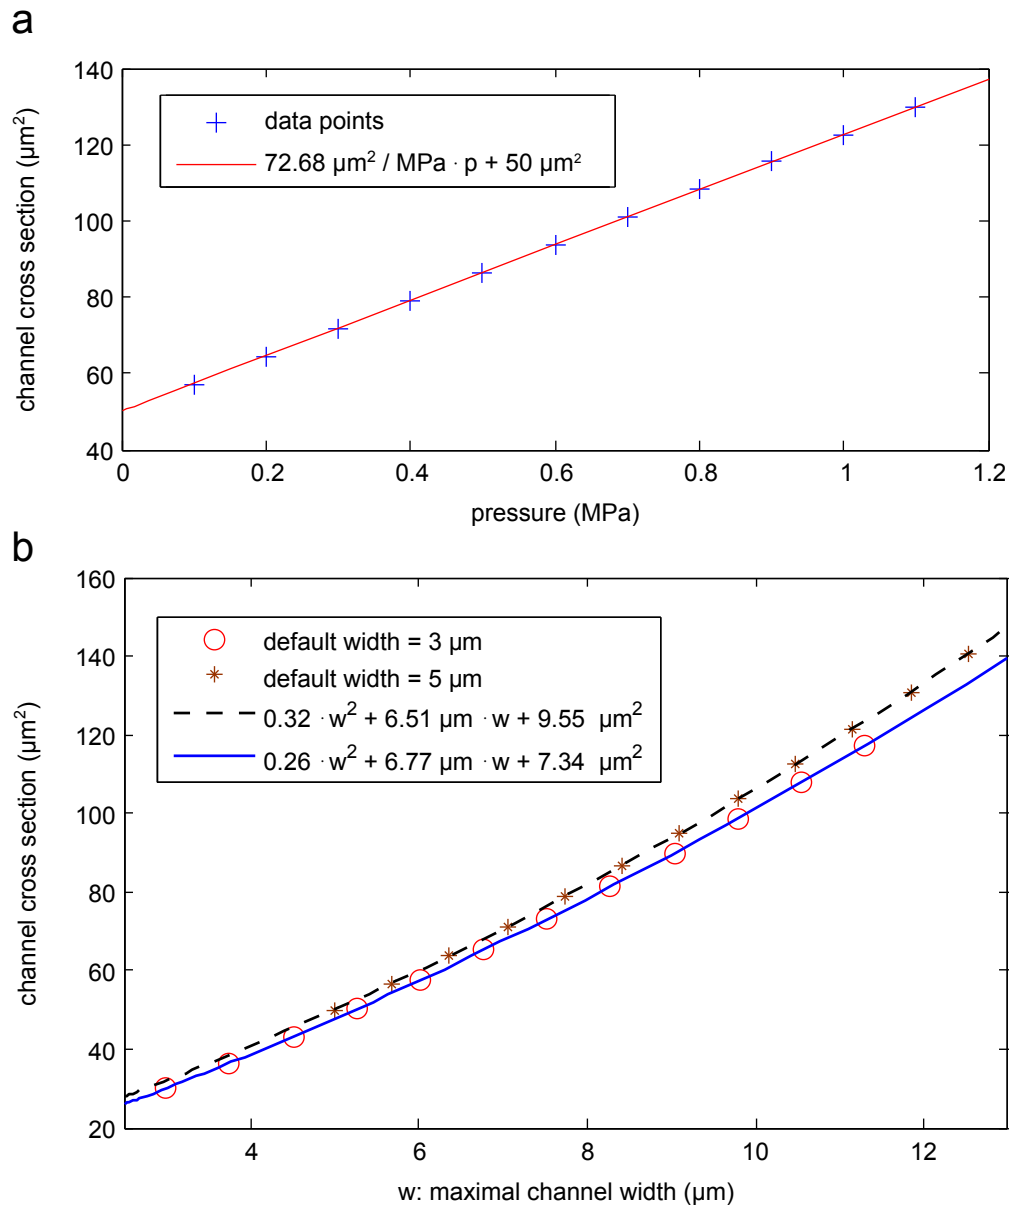 a
140
120
100
80
60
40
channel cross section (µm²)
data points
72.68 µm² / MPa · p + 50 µm²
0 0.2 0.4 0.6 0.8 1 1.2
pressure (MPa)
b
160
140
120
100
80
60
40
20
channel cross section (µm²)
default width = 3 µm
default width = 5 µm
0.32 · w² + 6.51 µm · w + 9.55 µm²
0.26 · w² + 6.77 µm · w + 7.34 µm²
4 6 8 10 12
w: maximal channel width (µm)